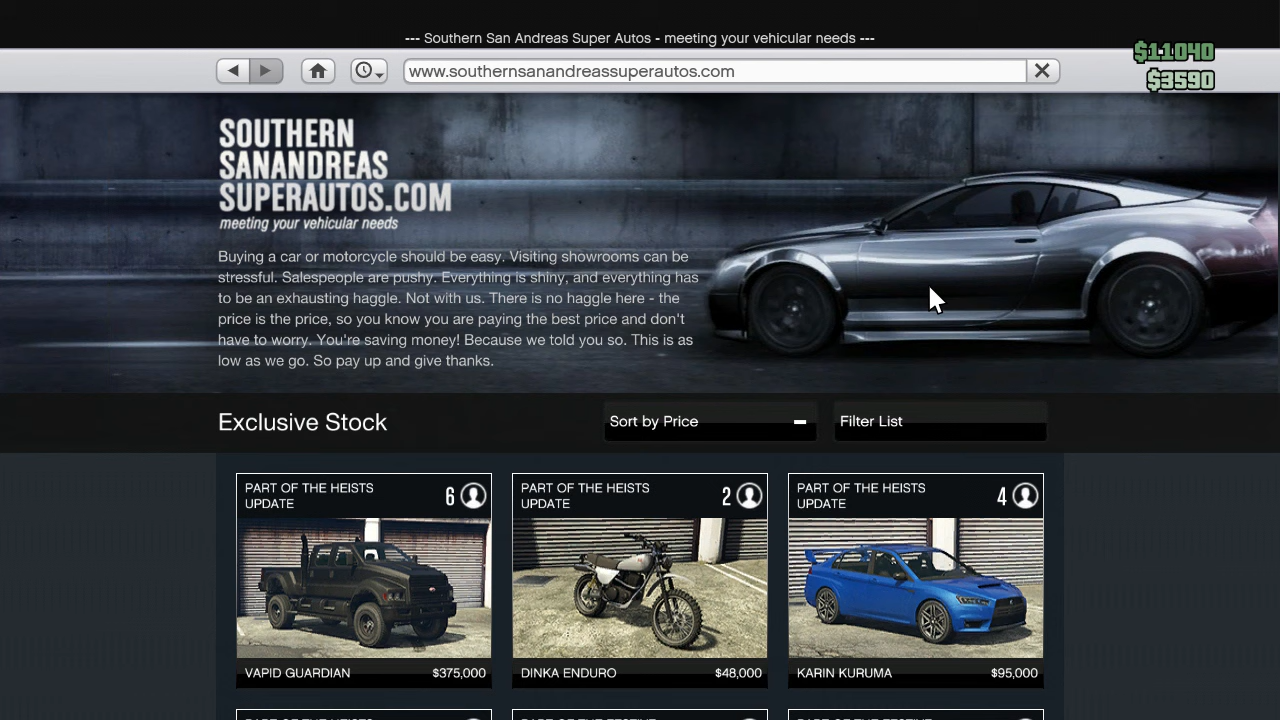 --- Southern San Andreas Super Autos - meeting your vehicular needs ---
www.southernsanandreassuperautos.com
$11040
$3590
SOUTHERN
SANANDREAS
SUPERAUTOS.COM
meeting your vehicular needs
Buying a car or motorcycle should be easy. Visiting showrooms can be
stressful. Salespeople are pushy. Everything is shiny, and everything has
to be an exhausting haggle. Not with us. There is no haggle here - the
price is the price, so you know you are paying the best price and don't
have to worry. You're saving money! Because we told you so. This is as
low as we go. So pay up and give thanks.
Exclusive Stock
Sort by Price
Filter List
PART OF THE HEISTS
UPDATE
6
VAPID GUARDIAN $375,000
PART OF THE HEISTS
UPDATE
2
DINKA ENDURO $48,000
PART OF THE HEISTS
UPDATE
4
KARIN KURUMA $95,000